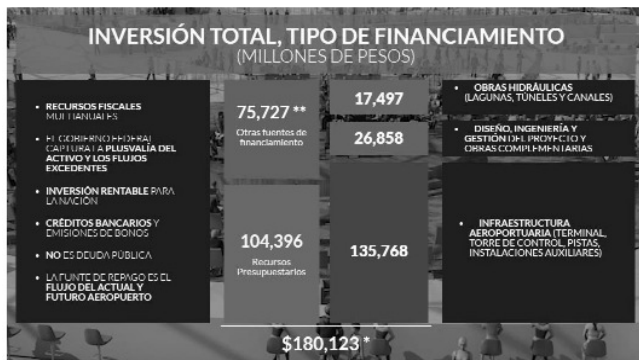 INVERSIÓN TOTAL, TIPO DE FINANCIAMIENTO
(MILLONES DE PESOS)
• RECURSOS FISCALES
MULTIANUALES
• EL GOBIERNO FEDERAL
CAPTURA LA PLUSVALÍA DEL
ACTIVO Y LOS FLUJOS
EXCEDENTES
• INVERSIÓN RENTABLE PARA
LA NACIÓN
• CRÉDITOS BANCARIOS Y
EMISIONES DE BONOS
• NO ES DEUDA PÚBLICA
• LA FUNTE DE REPAGO ES EL
FLUJO DEL ACTUAL Y
FUTURO AEROPUERTO
75,727 **
Otras fuentes de
financiamiento
104,396
Recursos
Presupuestarios
17,497
26,858
135,768
• OBRAS HIDRÁULICAS
(LAGUNAS, TÚNELES Y CANALES)
• DISEÑO, INGENIERÍA Y
GESTIÓN DEL PROYECTO Y
OBRAS COMPLEMENTARIAS
• INFRAESTRUCTURA
AEROPORTUARIA (TERMINAL,
TORRE DE CONTROL, PISTAS,
INSTALACIONES AUXILIARES)
$180,123 *